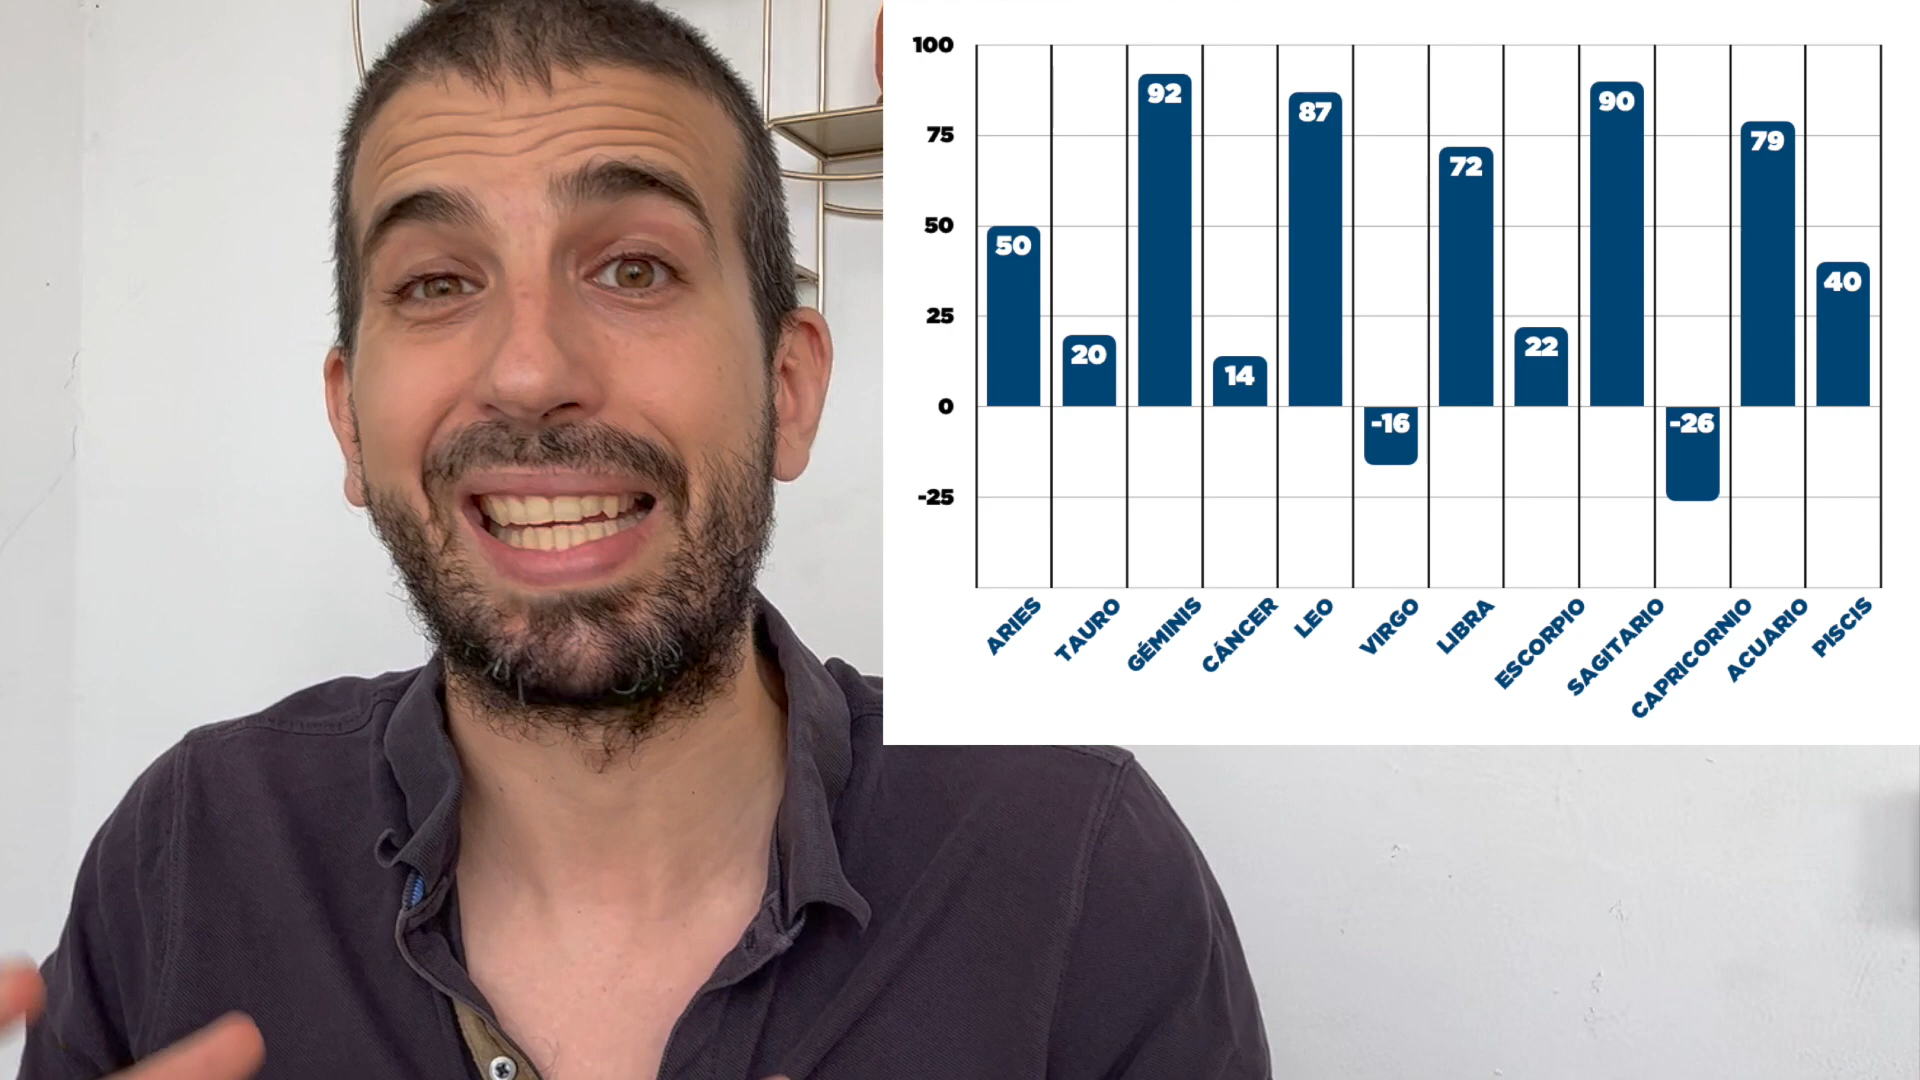 100
75
50
25
0
-25
50
20
92
14
87
-16
72
22
90
-26
79
40
ARIES
TAURO
GÉMINIS
CÁNCER
LEO
VIRGO
LIBRA
ESCORPIO
SAGITARIO
CAPRICORNIO
ACUARIO
PISCIS